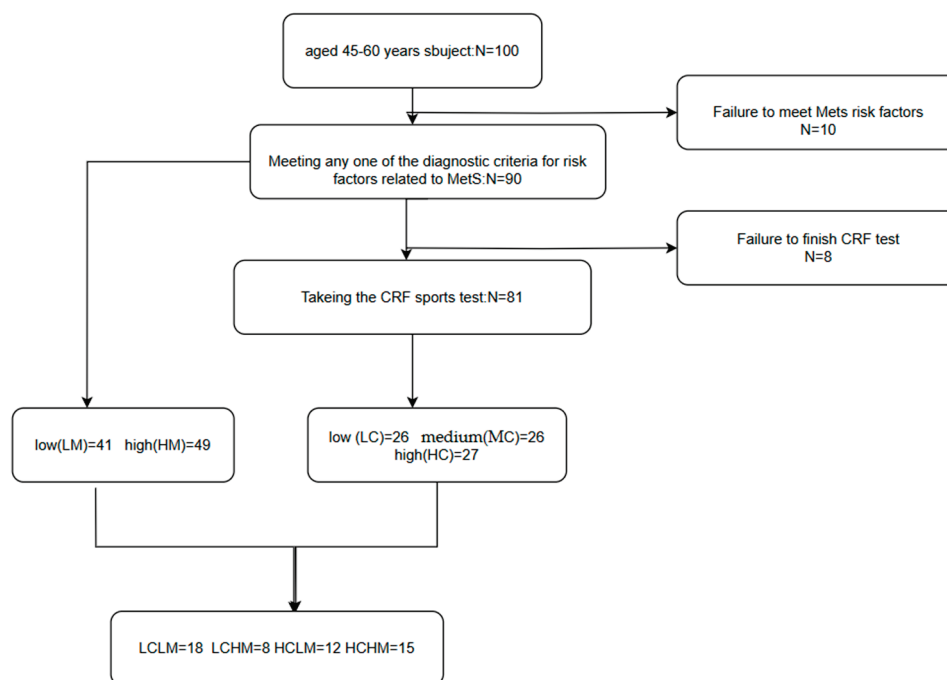 aged 45-60 years sbuject:N=100
Failure to meet Mets risk factors
N=10
Meeting any one of the diagnostic criteria for risk
factors related to MetS:N=90
Failure to finish CRF test
N=8
Takeing the CRF sports test:N=81
low(LM)=41 high(HM)=49
low (LC)=26 medium(MC)=26
high(HC)=27
LCLM=18 LCHM=8 HCLM=12 HCHM=15